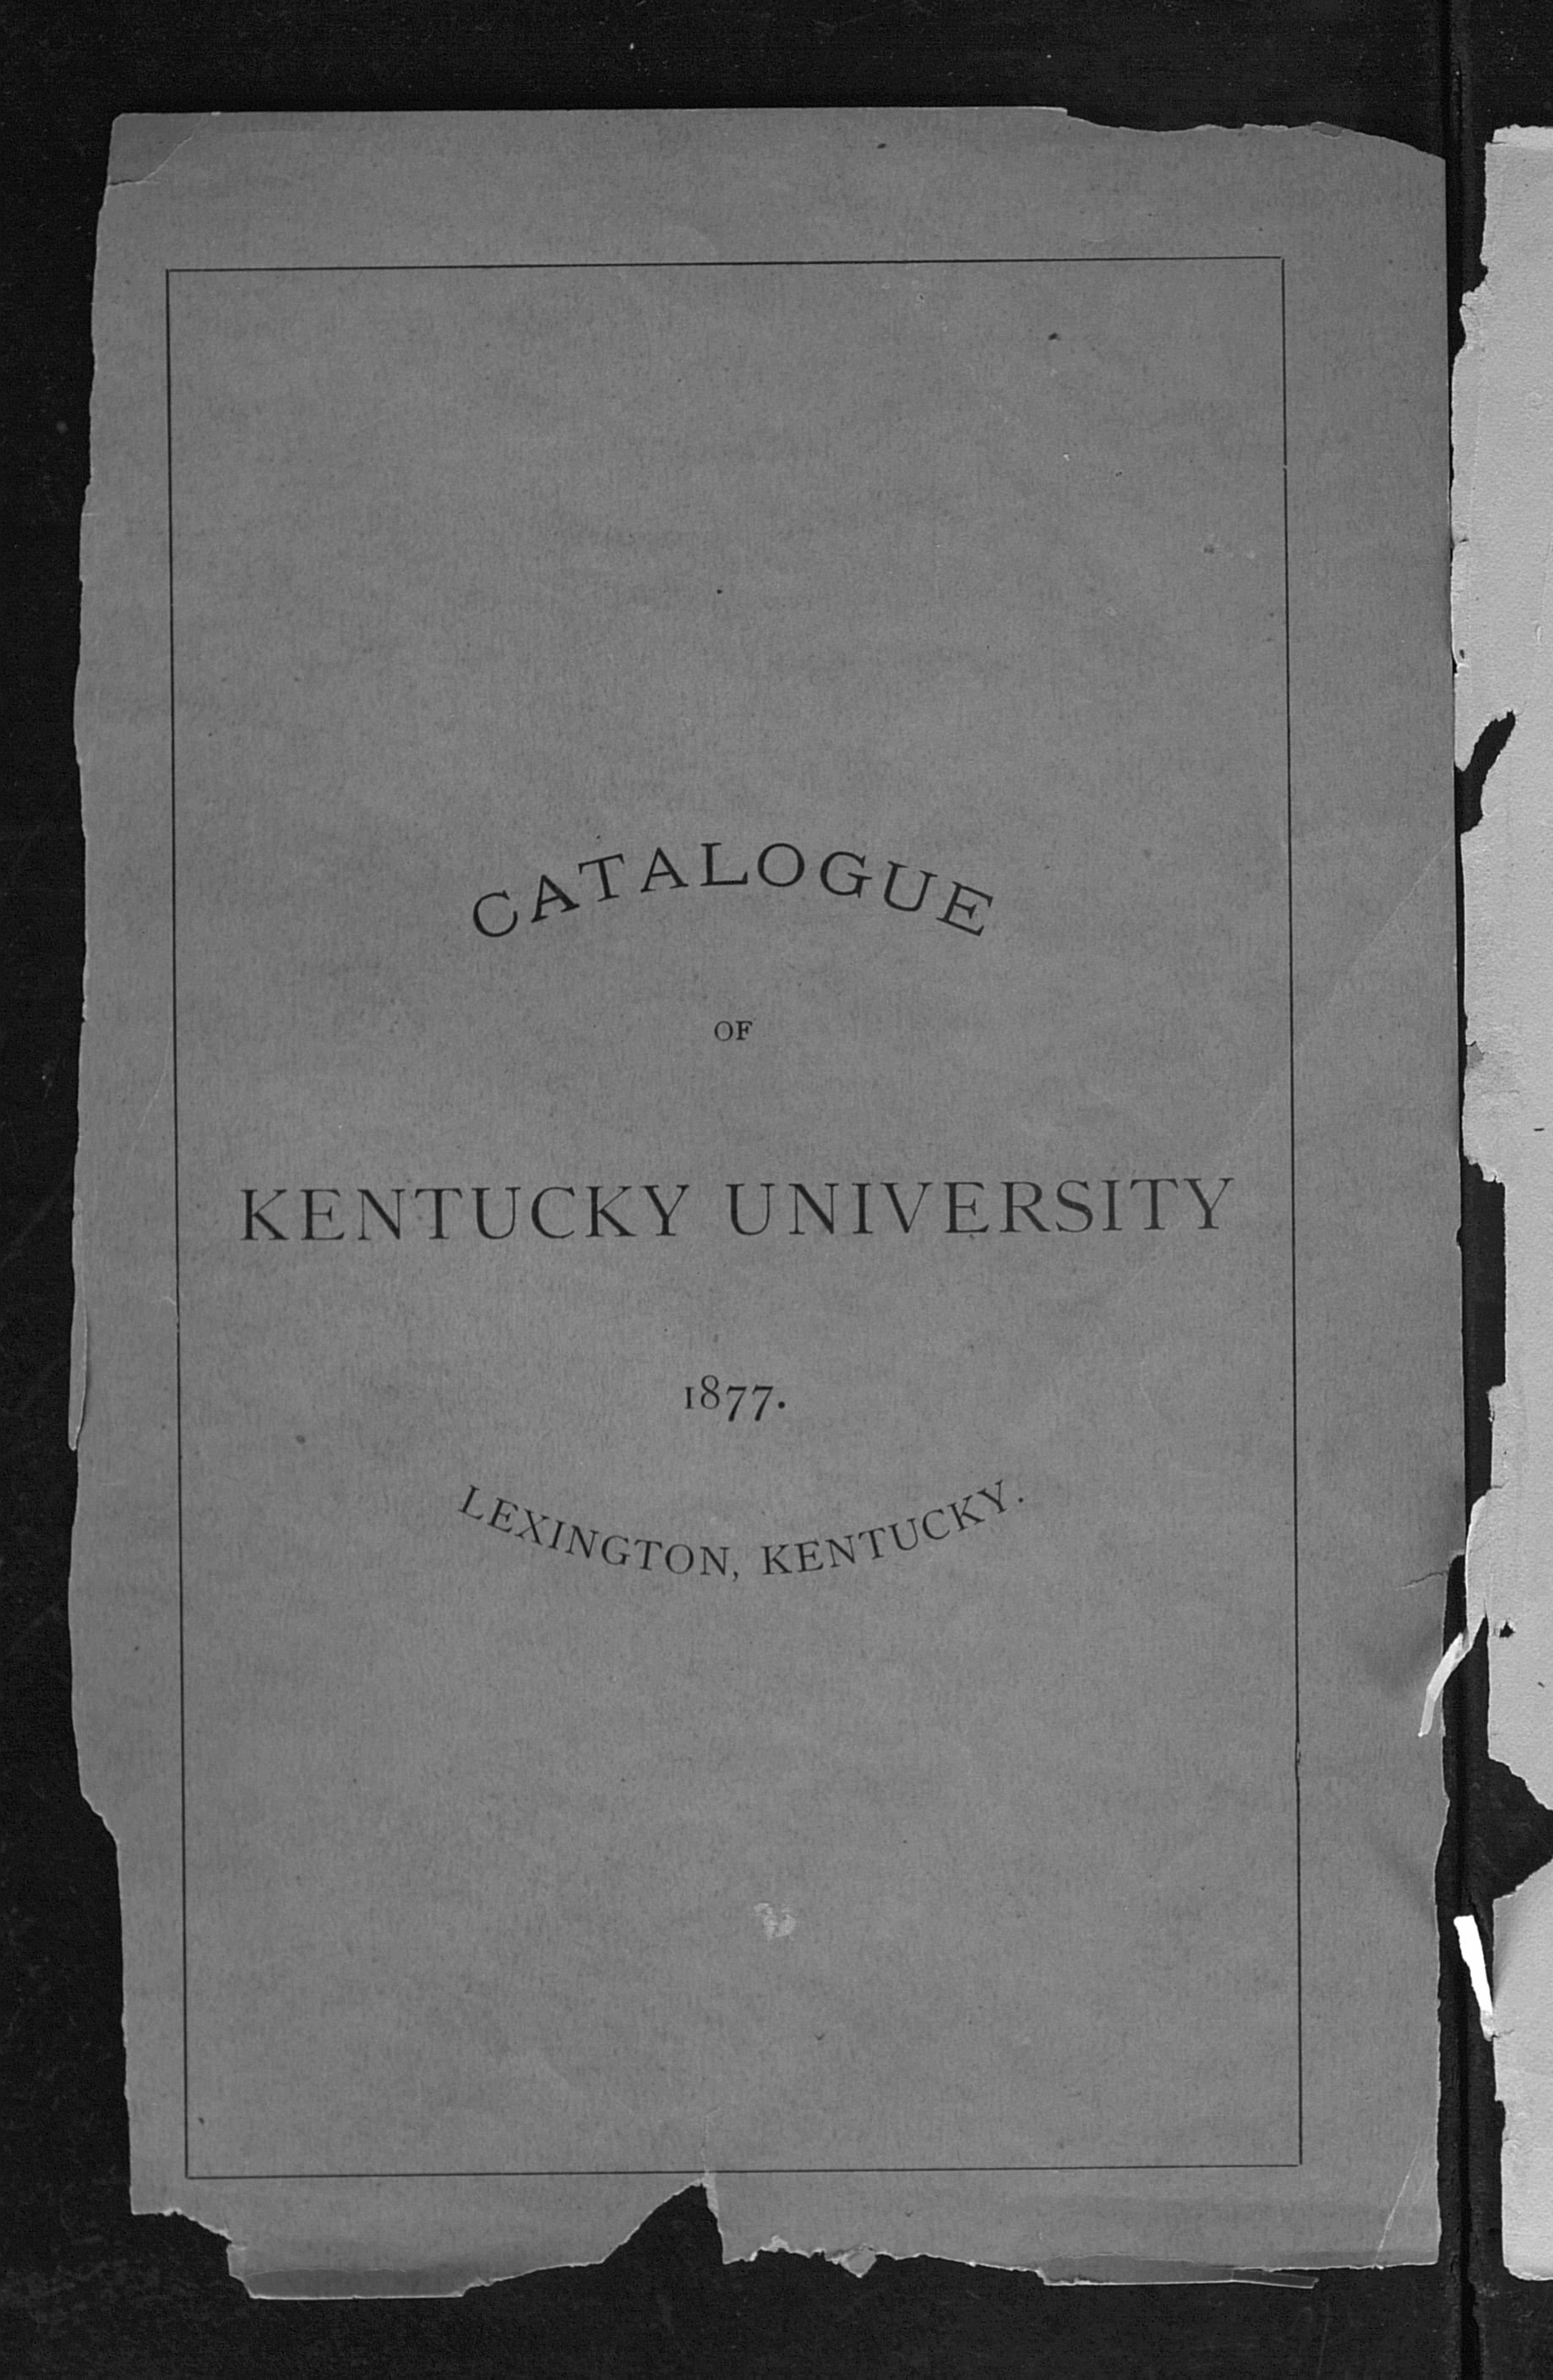 CATALOGUE
OF
KENTUCKY UNIVERSITY
1877.
LEXINGTON, KENTUCKY.